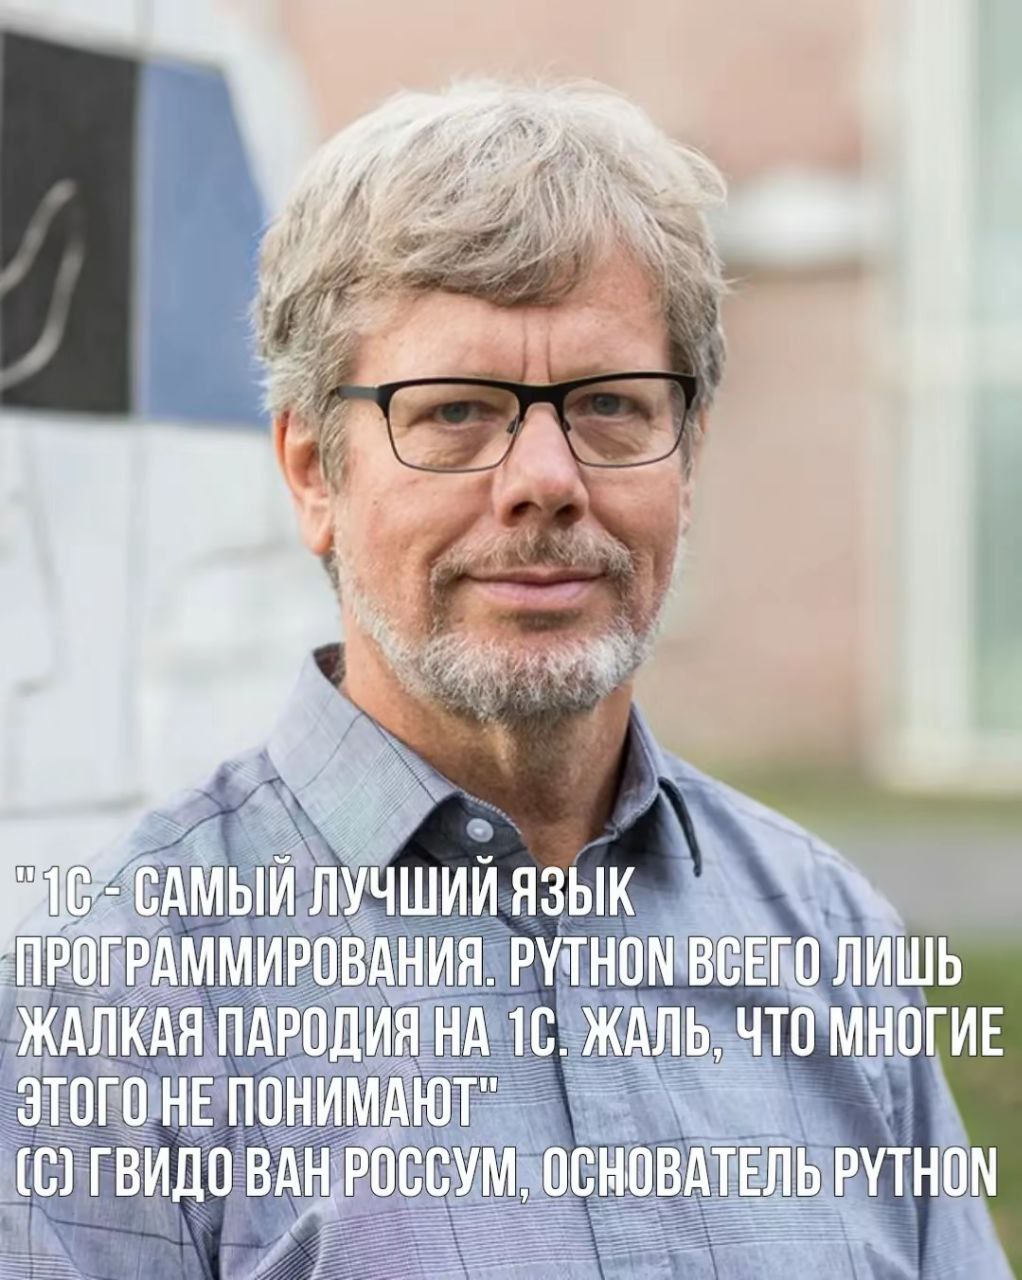 "1С - САМЫЙ ЛУЧШИЙ ЯЗЫК
ПРОГРАММИРОВАНИЯ. PYTHON ВСЕГО ЛИШЬ
ЖАЛКАЯ ПАРОДИЯ НА 1С. ЖАЛЬ, ЧТО МНОГИЕ
ЭТОГО НЕ ПОНИМАЮТ"
(С) ГВИДО ВАН РОССУМ, ОСНОВАТЕЛЬ PYTHON